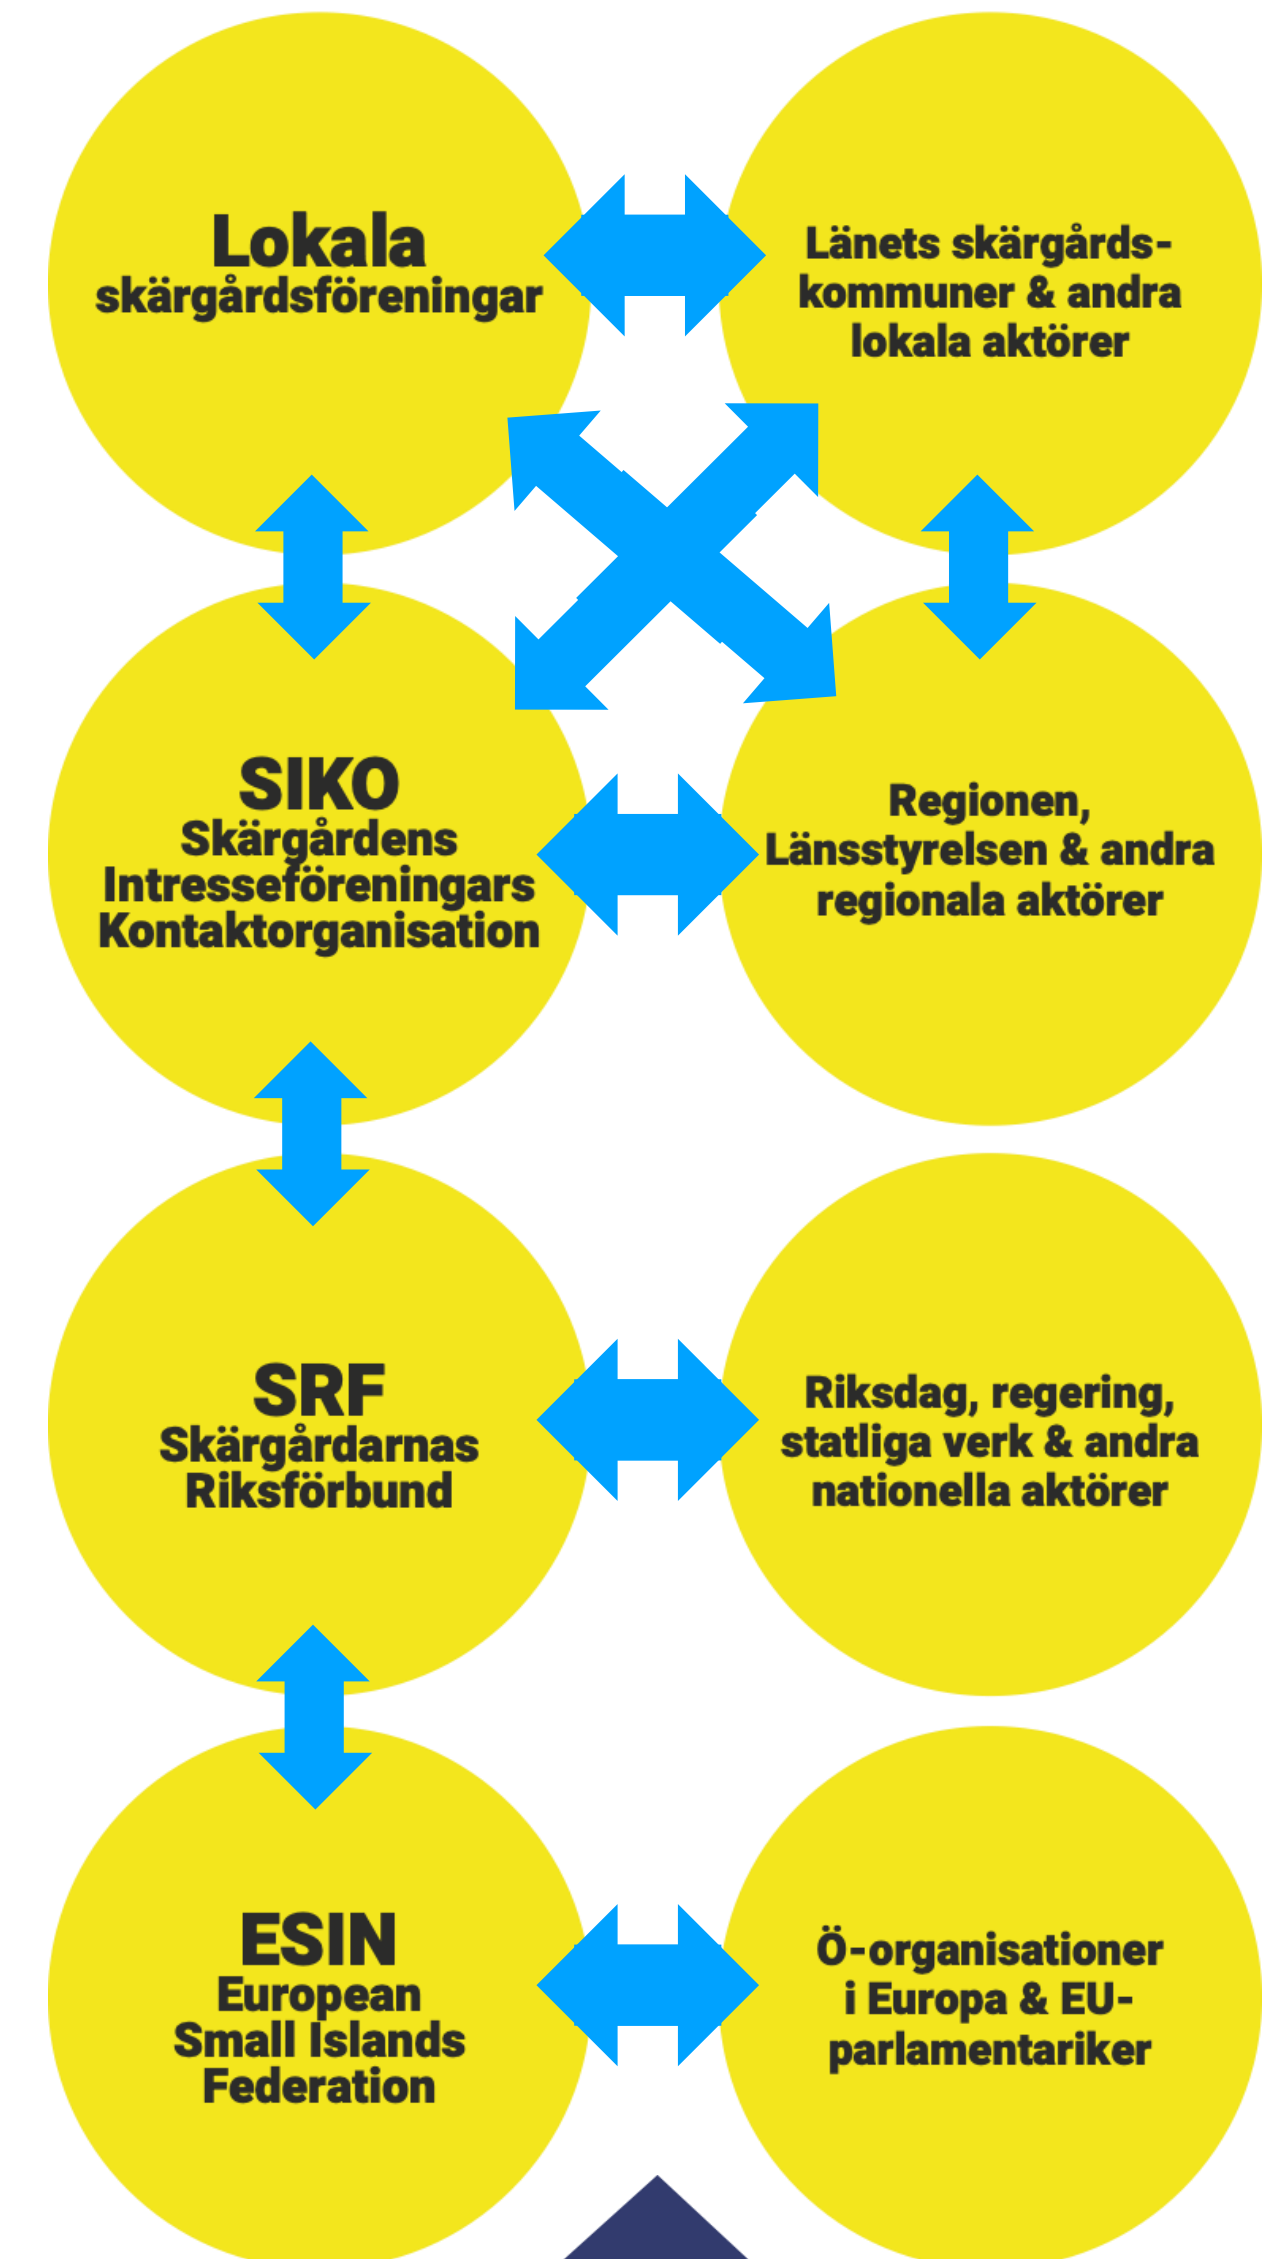 Lokala
skärgårdsföreningar
Länets skärgårds-
kommuner & andra
lokala aktörer
SIKO
Skärgårdens
Intresseföreningars
Kontaktorganisation
Regionen,
Länsstyrelsen & andra
regionala aktörer
SRF
Skärgårdarnas
Riksförbund
Riksdag, regering,
statliga verk & andra
nationella aktörer
ESIN
European
Small Islands
Federation
Ö-organisationer
i Europa & EU-
parlamentariker